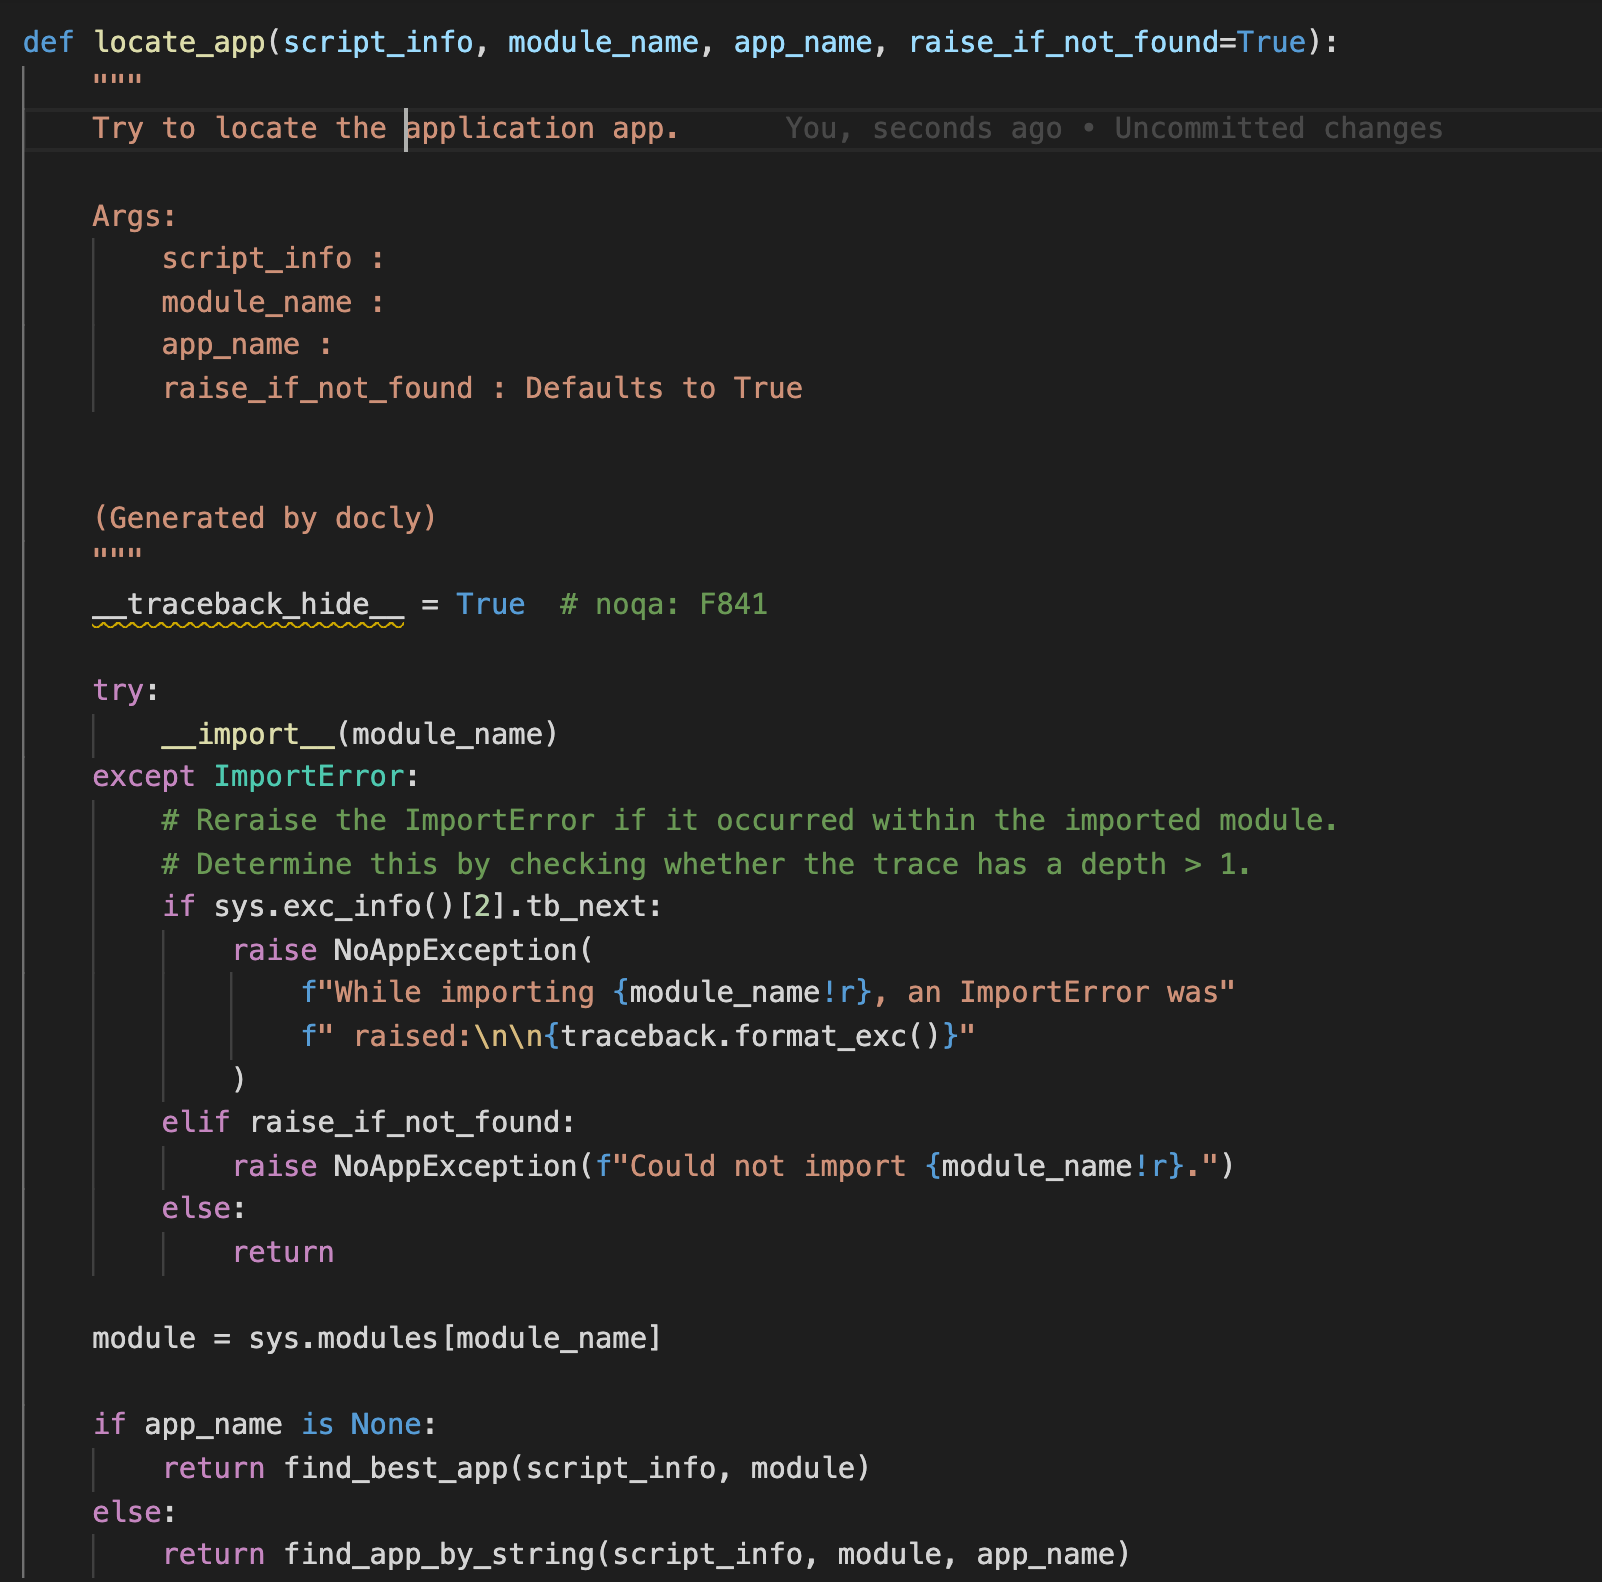 def locate_app(script_info, module_name, app_name, raise_if_not_found=True):
    """
    Try to locate the application app.      You, seconds ago • Uncommitted changes

    Args:
        script_info :
        module_name :
        app_name :
        raise_if_not_found : Defaults to True


    (Generated by docly)
    """
    __traceback_hide__ = True  # noqa: F841

    try:
        __import__(module_name)
    except ImportError:
        # Reraise the ImportError if it occurred within the imported module.
        # Determine this by checking whether the trace has a depth > 1.
        if sys.exc_info()[2].tb_next:
            raise NoAppException(
                f"While importing {module_name!r}, an ImportError was"
                f" raised:\n\n{traceback.format_exc()}"
            )
        elif raise_if_not_found:
            raise NoAppException(f"Could not import {module_name!r}.")
        else:
            return

    module = sys.modules[module_name]

    if app_name is None:
        return find_best_app(script_info, module)
    else:
        return find_app_by_string(script_info, module, app_name)